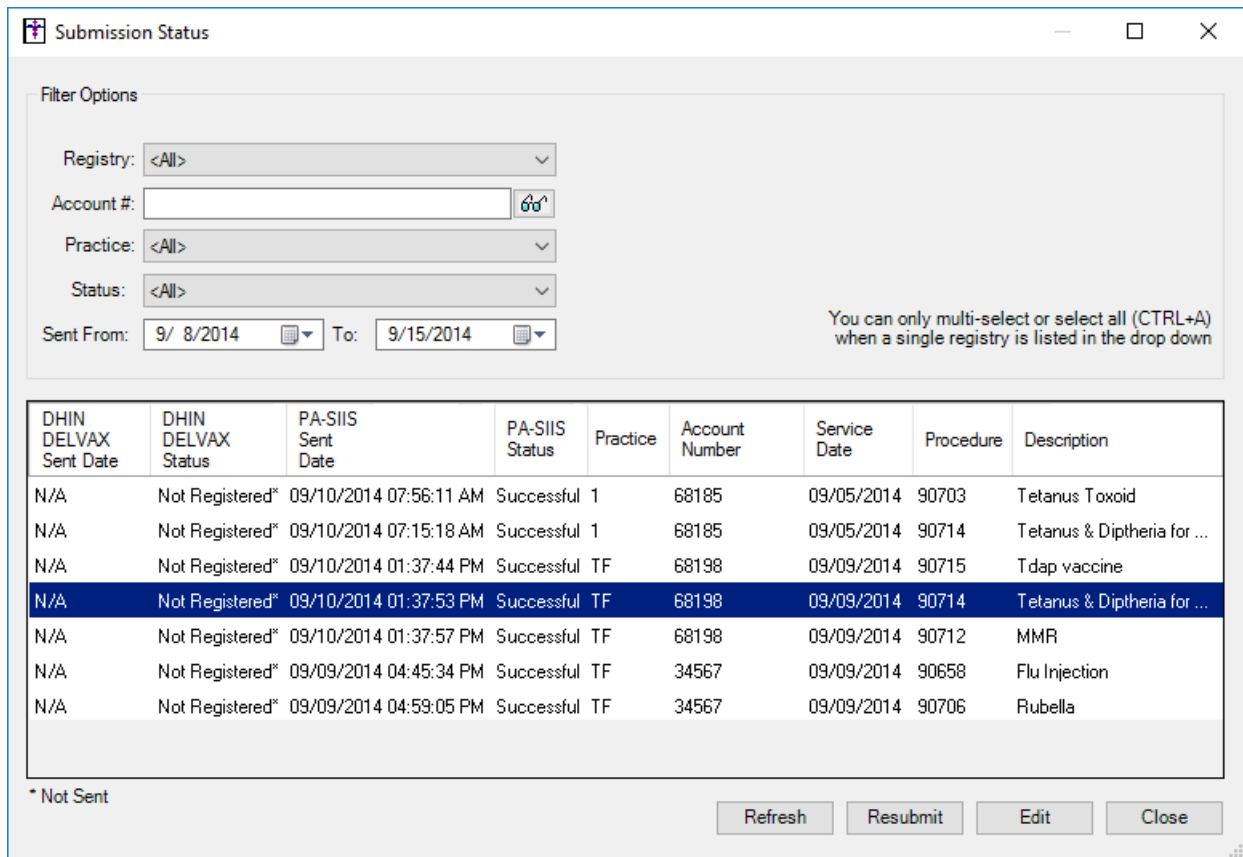 Submission Status
Filter Options
Registry: <All>
Account #:
Practice: <All>
Status: <All>
Sent From: 9/ 8/2014 To: 9/15/2014
You can only multi-select or select all (CTRL+A)
when a single registry is listed in the drop down
DHIN DELVAX Sent Date DHIN DELVAX Status PA-SIIS Sent Date PA-SIIS Status Practice Account Number Service Date Procedure Description
N/A Not Registered* 09/10/2014 07:56:11 AM Successful 1 68185 09/05/2014 90703 Tetanus Toxoid
N/A Not Registered* 09/10/2014 07:15:18 AM Successful 1 68185 09/05/2014 90714 Tetanus & Diptheria for ...
N/A Not Registered* 09/10/2014 01:37:44 PM Successful TF 68198 09/09/2014 90715 Tdap vaccine
N/A Not Registered* 09/10/2014 01:37:53 PM Successful TF 68198 09/09/2014 90714 Tetanus & Diptheria for ...
N/A Not Registered* 09/10/2014 01:37:57 PM Successful TF 68198 09/09/2014 90712 MMR
N/A Not Registered* 09/09/2014 04:45:34 PM Successful TF 34567 09/09/2014 90658 Flu Injection
N/A Not Registered* 09/09/2014 04:59:05 PM Successful TF 34567 09/09/2014 90706 Rubella
* Not Sent
Refresh Resubmit Edit Close